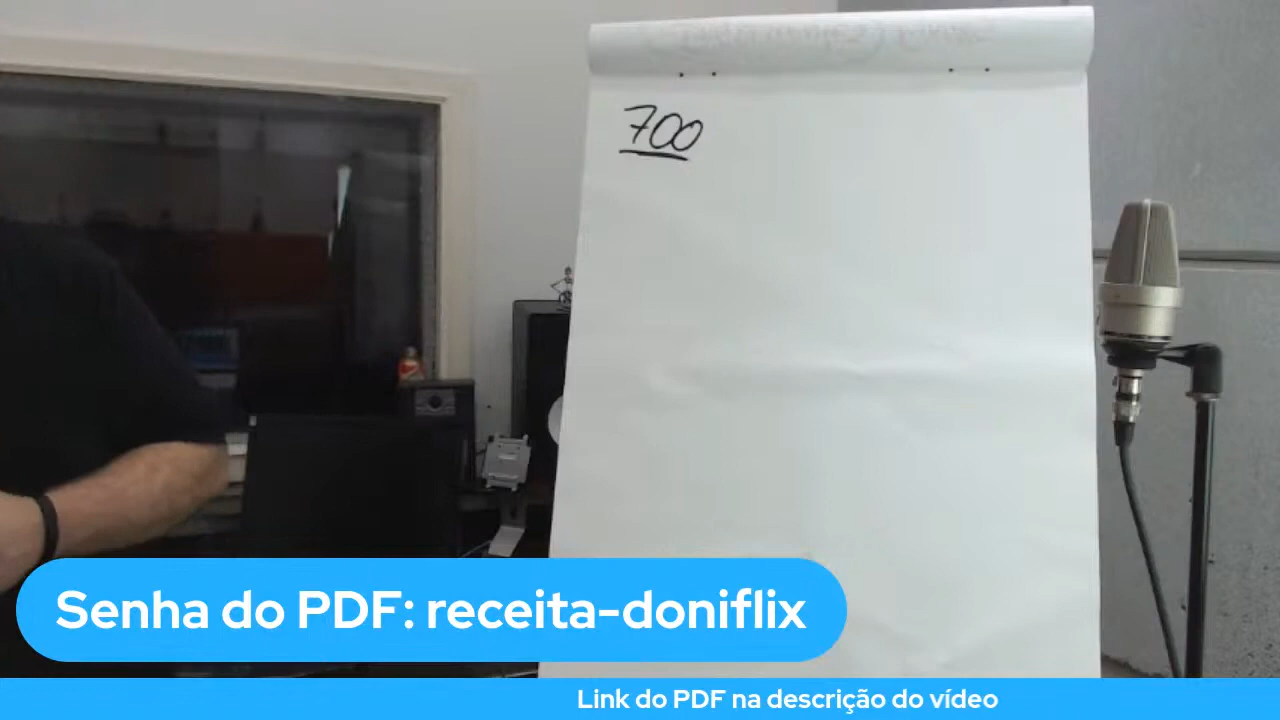 700
Senha do PDF: receita-doniflix
Link do PDF na descrição do vídeo